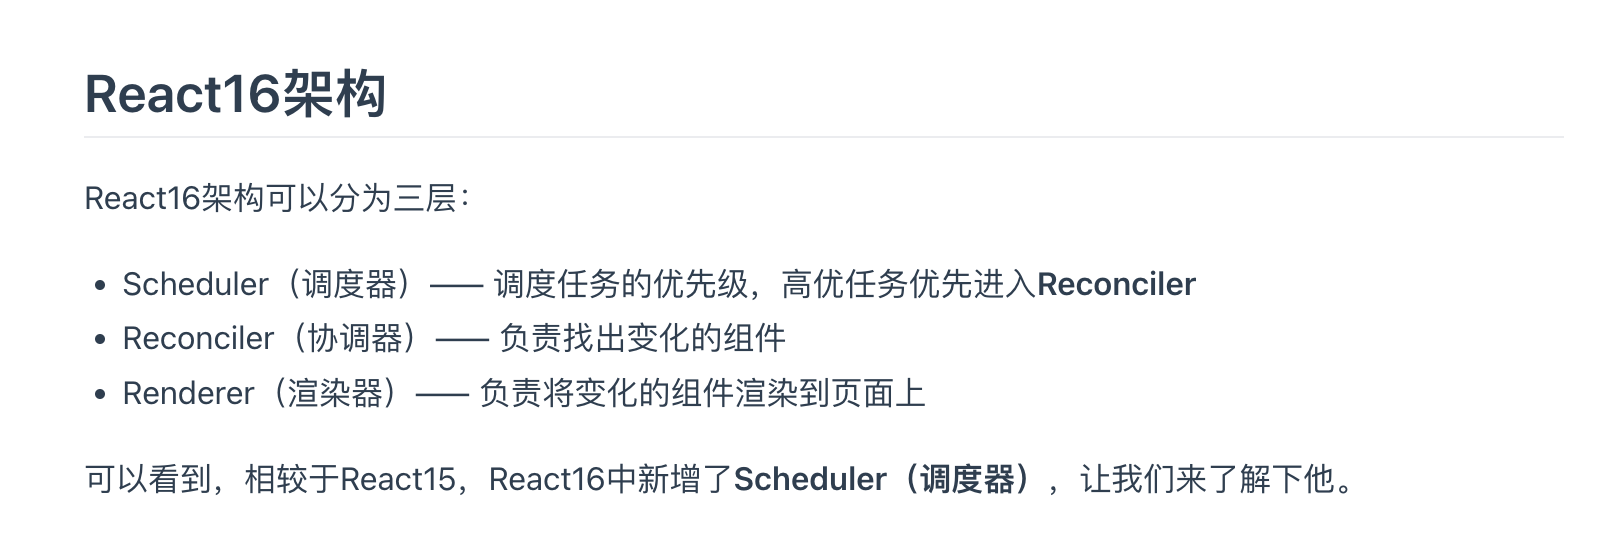 React16架构
React16架构可以分为三层：
• Scheduler（调度器）—— 调度任务的优先级，高优任务优先进入Reconciler
• Reconciler（协调器）—— 负责找出变化的组件
• Renderer（渲染器）—— 负责将变化的组件渲染到页面上
可以看到，相较于React15，React16中新增了Scheduler（调度器），让我们来了解下他。